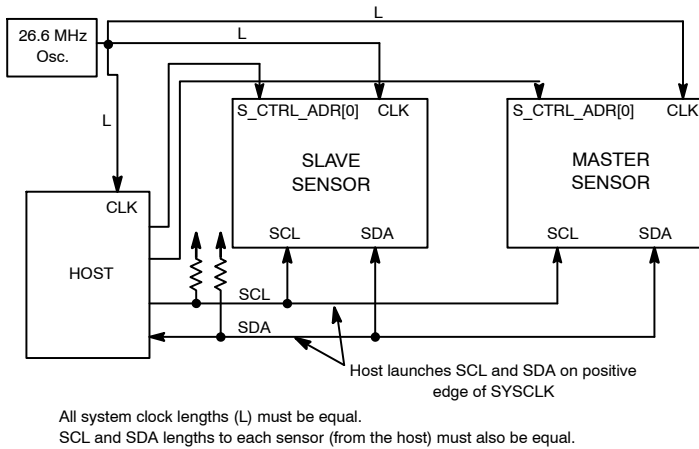 26.6 MHz
Osc.
L
L
L
S_CTRL_ADR[0]
CLK
SLAVE
SENSOR
SCL
SDA
S_CTRL_ADR[0]
CLK
MASTER
SENSOR
SCL
SDA
CLK
HOST
SCL
SDA
Host launches SCL and SDA on positive
edge of SYSCLK
All system clock lengths (L) must be equal.
SCL and SDA lengths to each sensor (from the host) must also be equal.